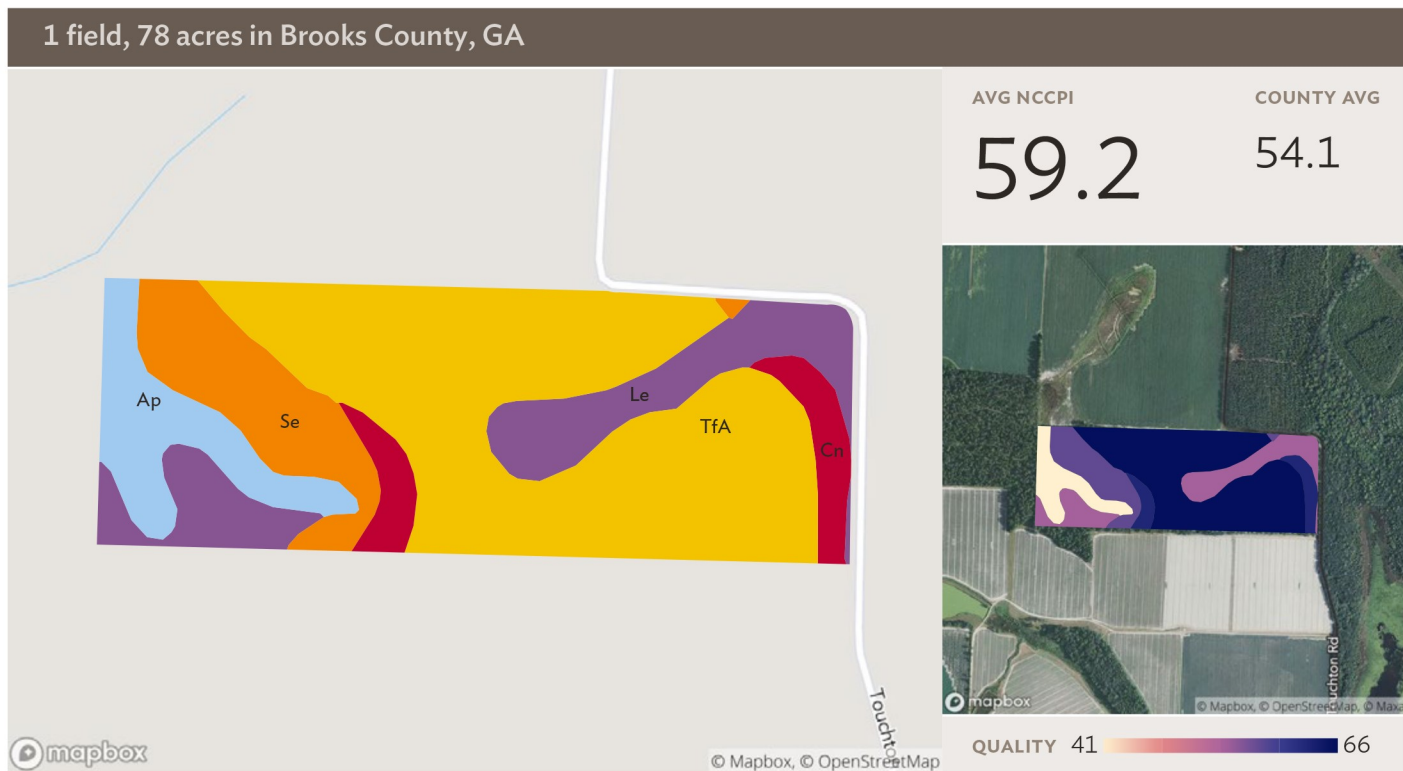 1 field, 78 acres in Brooks County, GA
AVG NCCPI
COUNTY AVG
59.2
54.1
Ap
Se
Le
TfA
Cn
mapbox
© Mapbox, © OpenStreetMap
mapbox
© Mapbox, © OpenStreetMap, © Maxa
QUALITY 41 66